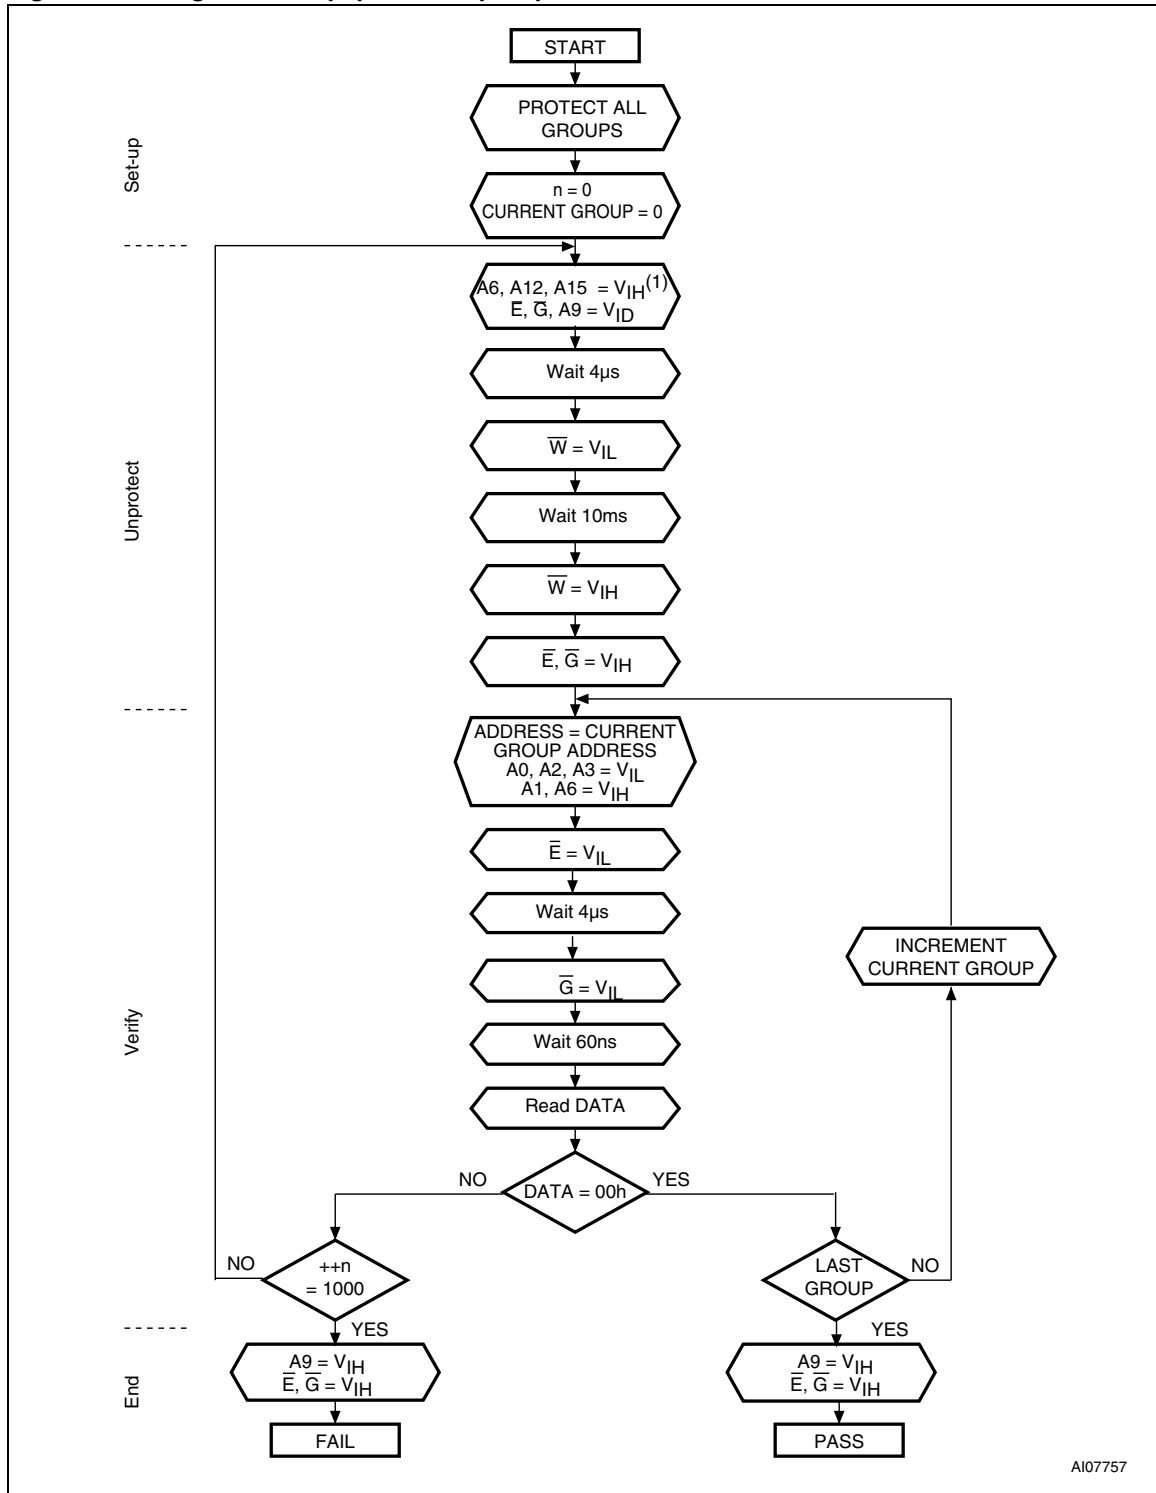 START
PROTECT ALL
GROUPS
Set-up
n = 0
CURRENT GROUP = 0
A6, A12, A15 = VIH(1)
E̅, G̅, A9 = VID
Wait 4µs
W̅ = VIL
Unprotect
Wait 10ms
W̅ = VIH
E̅, G̅ = VIH
ADDRESS = CURRENT
GROUP ADDRESS
A0, A2, A3 = VIL
A1, A6 = VIH
E̅ = VIL
Wait 4µs
INCREMENT
CURRENT GROUP
G̅ = VIL
Verify
Wait 60ns
Read DATA
NO
DATA = 00h
YES
NO
++n
= 1000
LAST
GROUP
NO
YES
YES
End
A9 = VIH
E̅, G̅ = VIH
A9 = VIH
E̅, G̅ = VIH
FAIL
PASS
AI07757